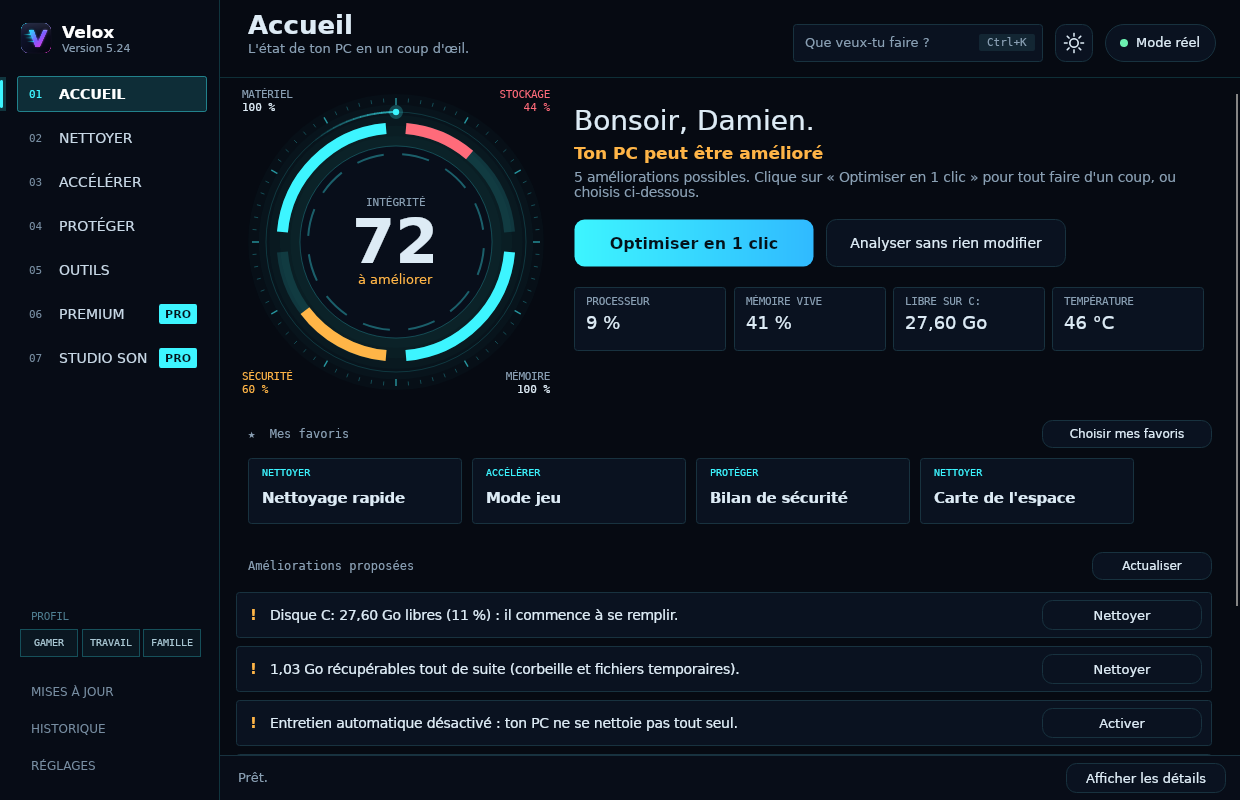 Velox
Version 5.24
01 ACCUEIL
02 NETTOYER
03 ACCÉLÉRER
04 PROTÉGER
05 OUTILS
06 PREMIUM PRO
07 STUDIO SON PRO
PROFIL
GAMER TRAVAIL FAMILLE
MISES À JOUR
HISTORIQUE
RÉGLAGES
Accueil
L'état de ton PC en un coup d'œil.
Que veux-tu faire ? Ctrl+K
Mode réel
MATÉRIEL
100 %
STOCKAGE
44 %
INTÉGRITÉ
72
à améliorer
SÉCURITÉ
60 %
MÉMOIRE
100 %
Bonsoir, Damien.
Ton PC peut être amélioré
5 améliorations possibles. Clique sur « Optimiser en 1 clic » pour tout faire d'un coup, ou
choisis ci-dessous.
Optimiser en 1 clic
Analyser sans rien modifier
PROCESSEUR
9 %
MÉMOIRE VIVE
41 %
LIBRE SUR C:
27,60 Go
TEMPÉRATURE
46 °C
★ Mes favoris
Choisir mes favoris
NETTOYER
Nettoyage rapide
ACCÉLÉRER
Mode jeu
PROTÉGER
Bilan de sécurité
NETTOYER
Carte de l'espace
Améliorations proposées
Actualiser
! Disque C: 27,60 Go libres (11 %) : il commence à se remplir.
Nettoyer
! 1,03 Go récupérables tout de suite (corbeille et fichiers temporaires).
Nettoyer
! Entretien automatique désactivé : ton PC ne se nettoie pas tout seul.
Activer
Prêt.
Afficher les détails